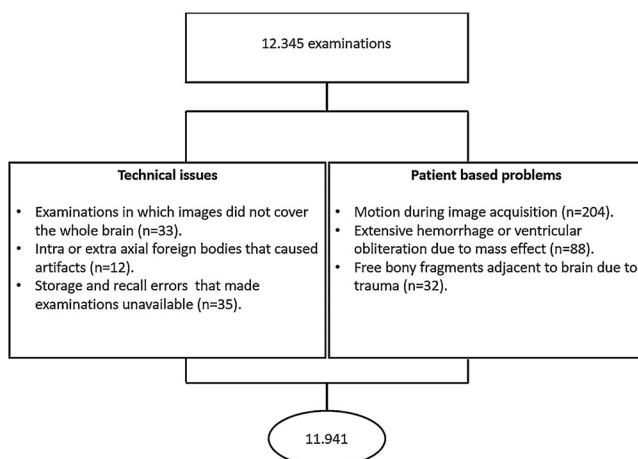 12.345 examinations
Technical issues
• Examinations in which images did not cover
the whole brain (n=33).
• Intra or extra axial foreign bodies that caused
artifacts (n=12).
• Storage and recall errors that made
examinations unavailable (n=35).
Patient based problems
• Motion during image acquisition (n=204).
• Extensive hemorrhage or ventricular
obliteration due to mass effect (n=88).
• Free bony fragments adjacent to brain due to
trauma (n=32).
11.941